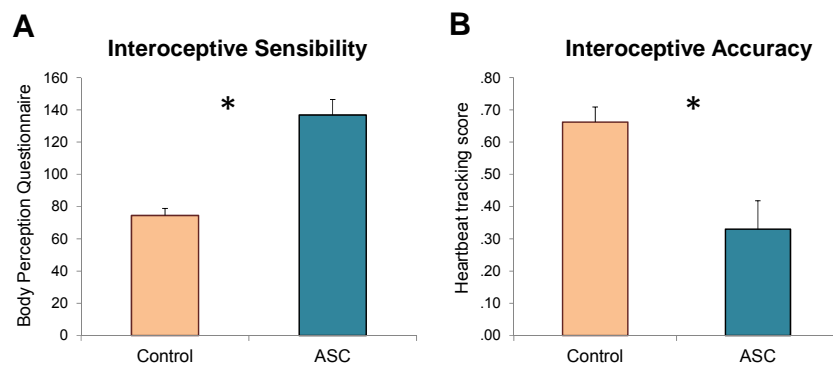 A
Interoceptive Sensibility
Body Perception Questionnaire
160
140
120
100
80
60
40
20
0
*
Control
ASC
B
Interoceptive Accuracy
Heartbeat tracking score
.80
.70
.60
.50
.40
.30
.20
.10
.00
*
Control
ASC